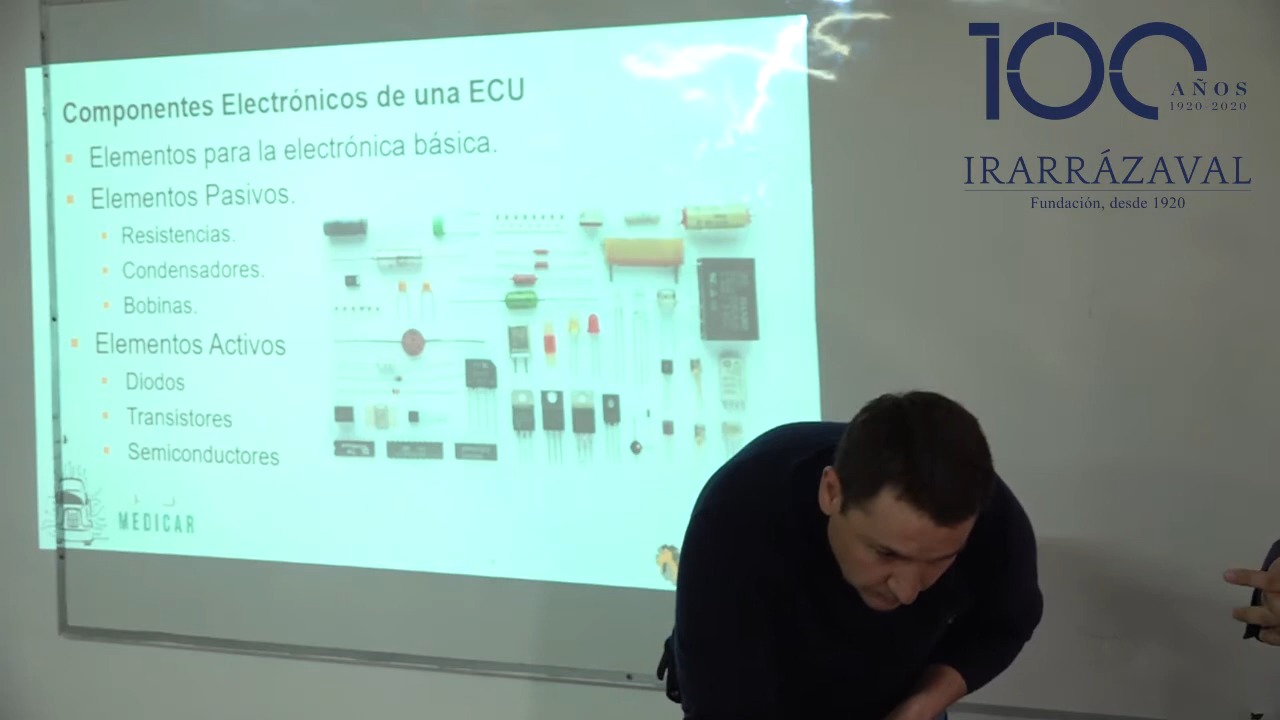 Componentes Electrónicos de una ECU
Elementos para la electrónica básica.
Elementos Pasivos.
Resistencias.
Condensadores.
Bobinas.
Elementos Activos
Diodos
Transistores
Semiconductores
MEDICAR
100
AÑOS
1920-2020
IRARRÁZAVAL
Fundación, desde 1920